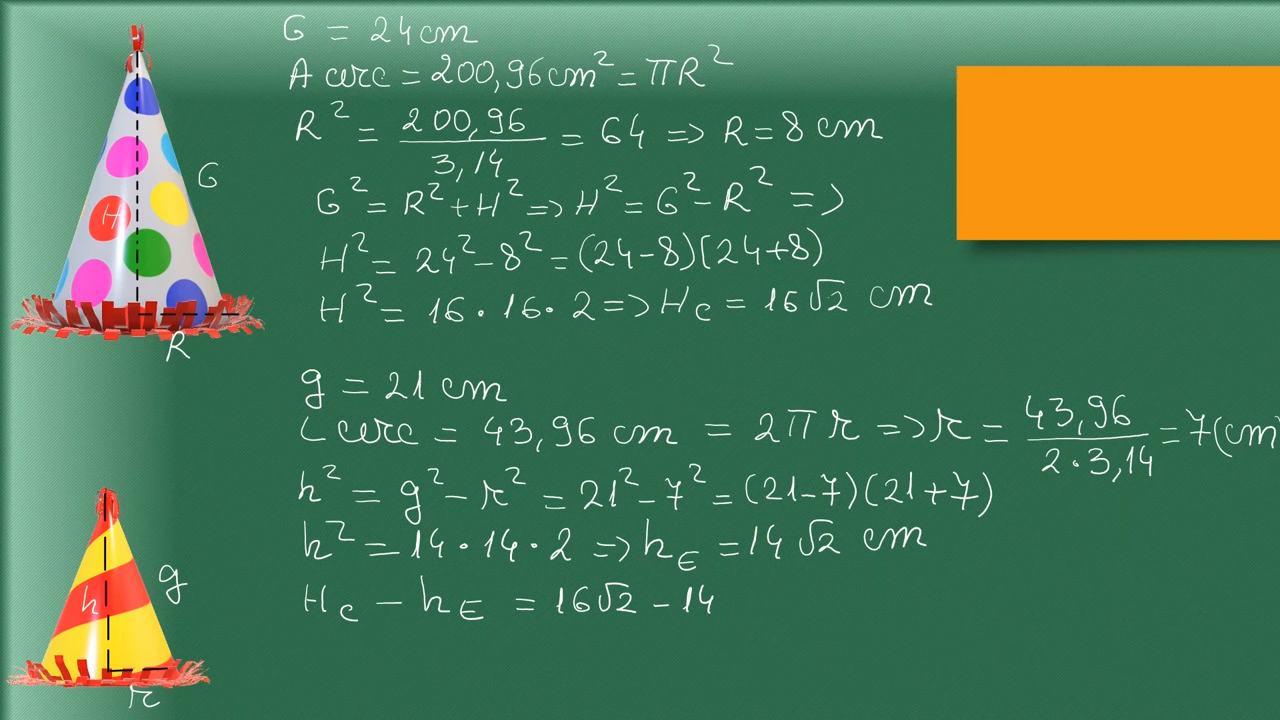 G = 24 cm
A cerc = 200,96 cm² = πR²
R² = 200,96 / 3,14 = 64 => R = 8 cm
G
G² = R² + H² => H² = G² - R² =>
H
H² = 24² - 8² = (24-8)(24+8)
H² = 16 · 16 · 2 => Hc = 16√2 cm
R
g = 21 cm
L cerc = 43,96 cm = 2πr => r = 43,96 / 2·3,14 = 7(cm
h² = g² - r² = 21² - 7² = (21-7)(21+7)
h² = 14 · 14 · 2 => hE = 14√2 cm
g
h
Hc - hE = 16√2 - 14
r